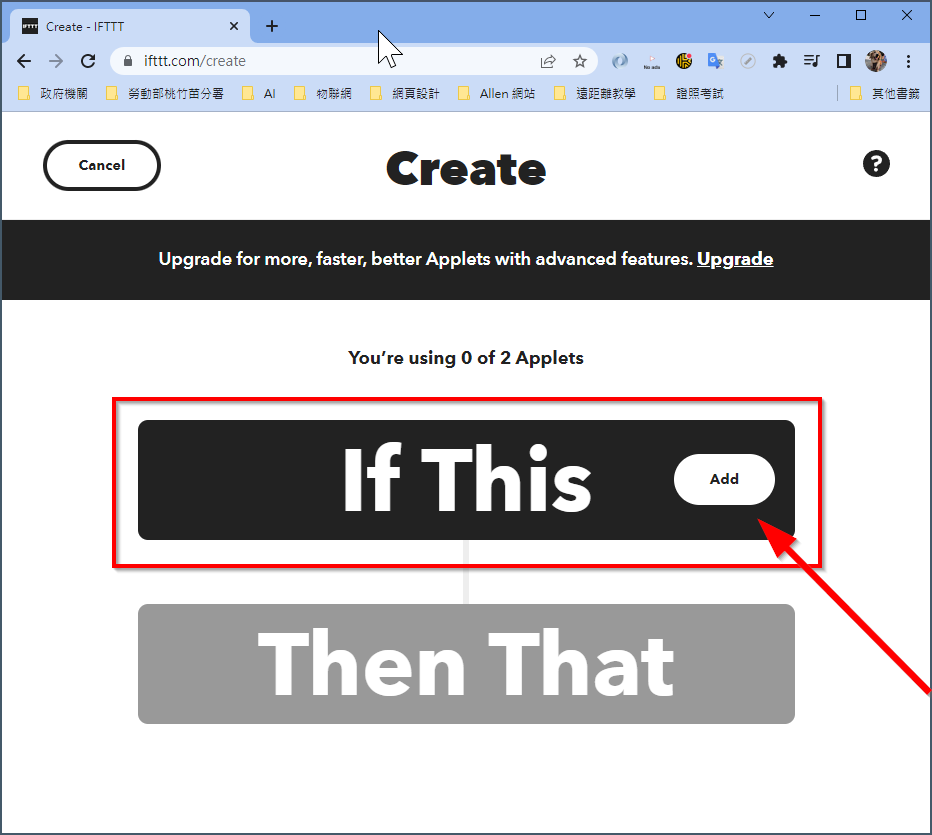 IFTTT Create - IFTTT
ifttt.com/create
No ads
政府機關 勞動部桃竹苗分署 AI 物聯網 網頁設計 Allen 網站 遠距離教學 證照考試 其他書籤
Cancel
Create
?
Upgrade for more, faster, better Applets with advanced features. Upgrade
You’re using 0 of 2 Applets
If This
Add
Then That